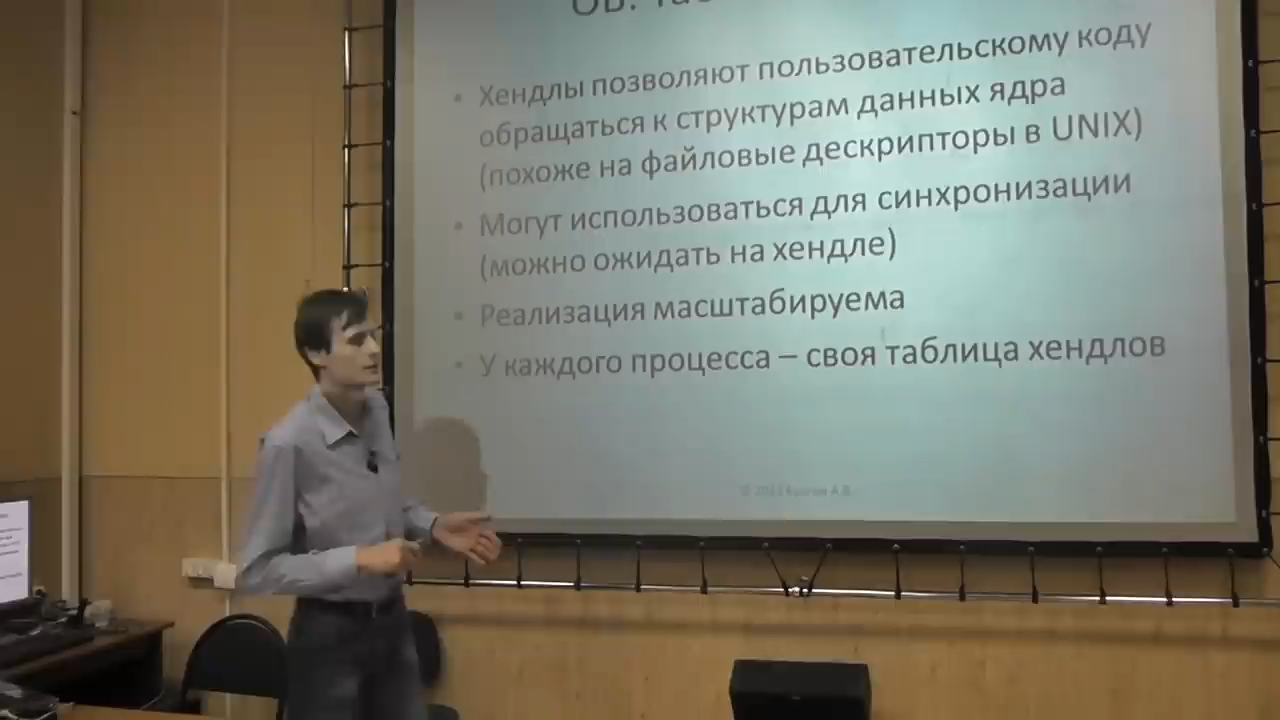 Хендлы позволяют пользовательскому коду
обращаться к структурам данных ядра
(похоже на файловые дескрипторы в UNIX)
Могут использоваться для синхронизации
(можно ожидать на хендле)
Реализация масштабируема
У каждого процесса – своя таблица хендлов